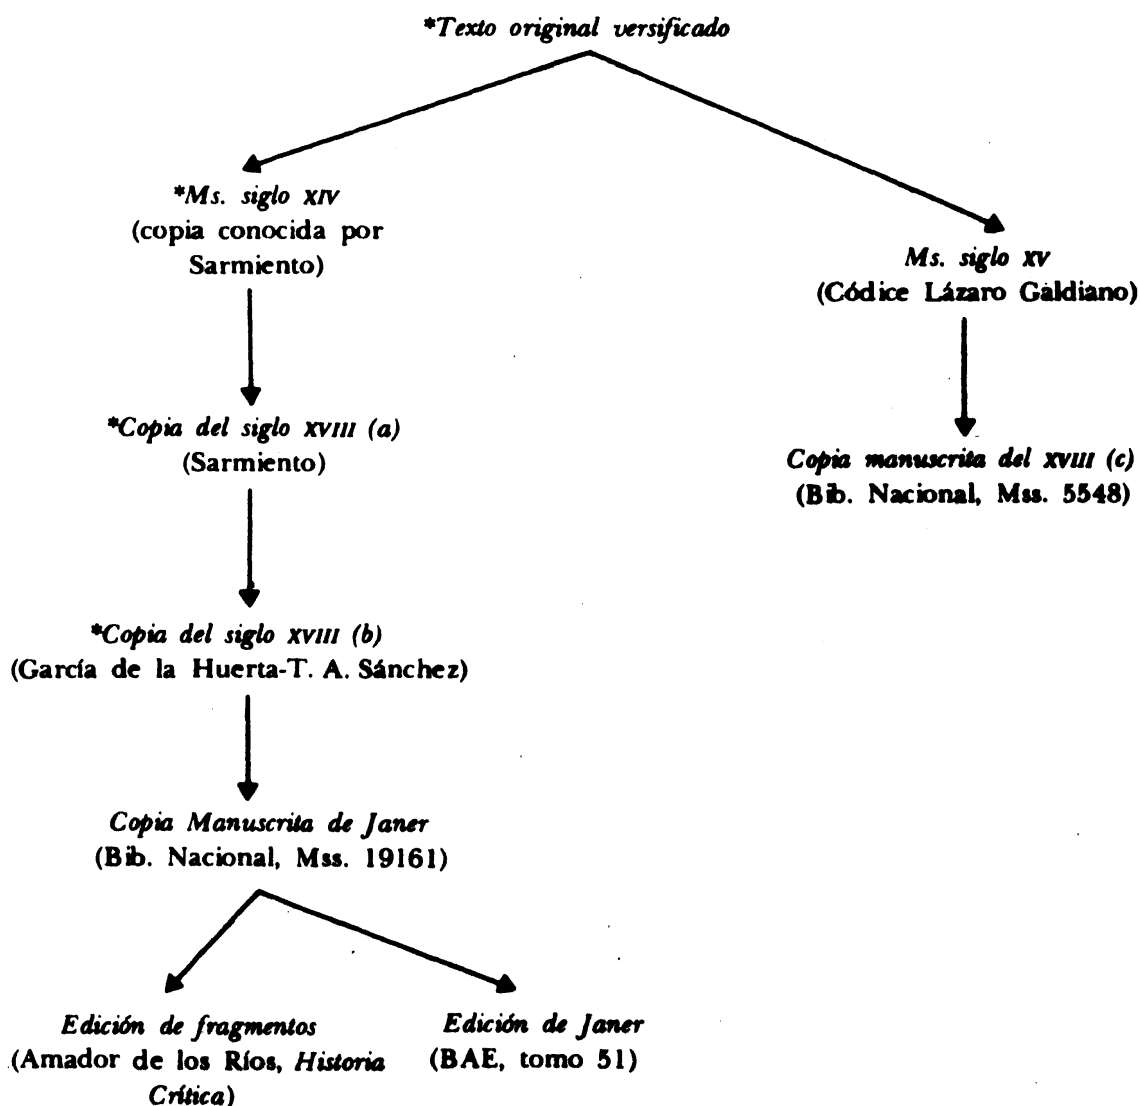 *Texto original versificado
*Ms. siglo XIV
(copia conocida por
Sarmiento)
Ms. siglo XV
(Códice Lázaro Galdiano)
*Copia del siglo XVIII (a)
(Sarmiento)
Copia manuscrita del XVIII (c)
(Bib. Nacional, Mss. 5548)
*Copia del siglo XVIII (b)
(García de la Huerta-T. A. Sánchez)
Copia Manuscrita de Janer
(Bib. Nacional, Mss. 19161)
Edición de fragmentos
(Amador de los Ríos, Historia
Crítica)
Edición de Janer
(BAE, tomo 51)